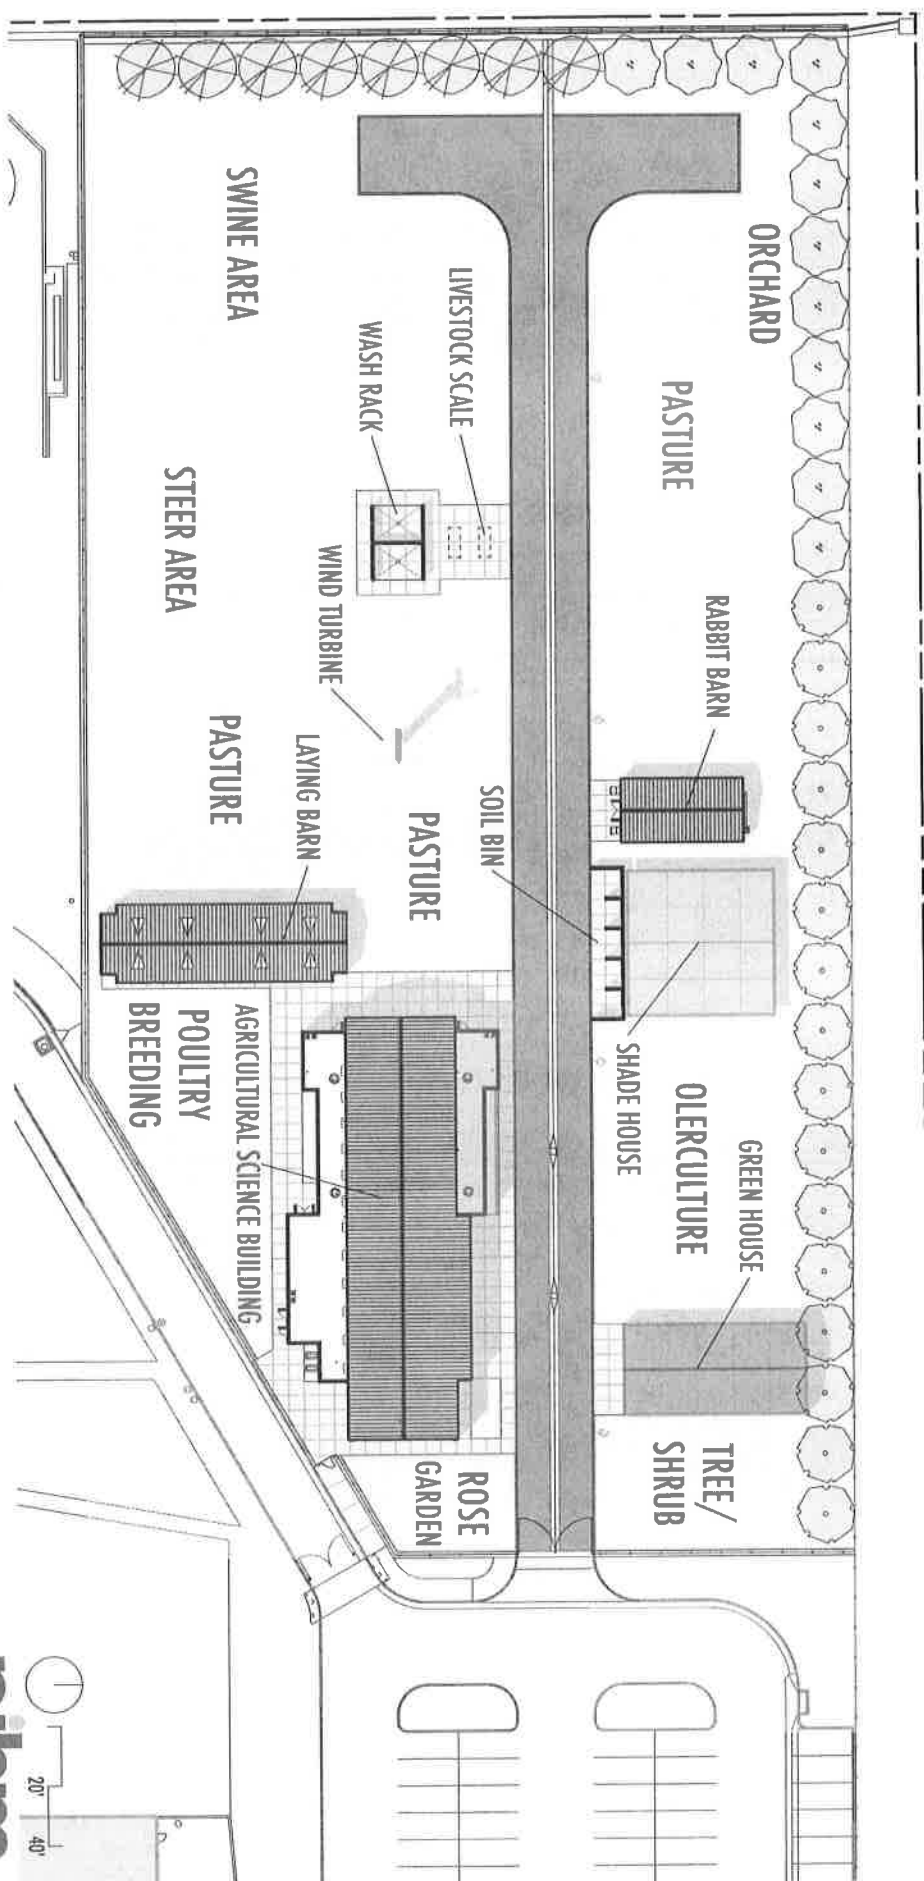 ORCHARD
PASTURE
RABBIT BARN
SHADE HOUSE
OLERCULTURE
GREEN HOUSE
TREE/
SHRUB
SWINE AREA
LIVESTOCK SCALE
WASH RACK
STEER AREA
WIND TURBINE
PASTURE
LAYING BARN
PASTURE
SOIL BIN
POULTRY
BREEDING
AGRICULTURAL SCIENCE BUILDING
ROSE
GARDEN
20'
40'